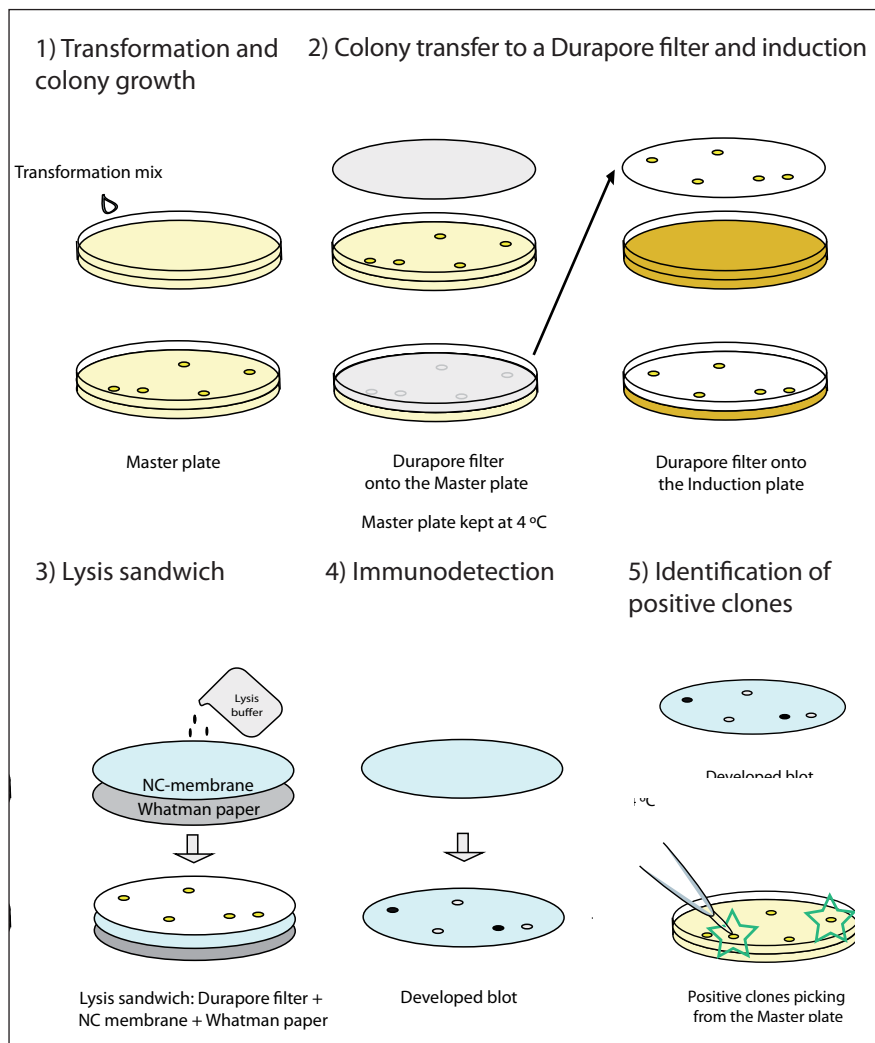 1) Transformation and
colony growth
2) Colony transfer to a Durapore filter and induction
Transformation mix
Master plate
Durapore filter
onto the Master plate
Master plate kept at 4 ºC
Durapore filter onto
the Induction plate
3) Lysis sandwich
4) Immunodetection
5) Identification of
positive clones
Lysis
buffer
NC-membrane
Whatman paper
Lysis sandwich: Durapore filter +
NC membrane + Whatman paper
Developed blot
Developed blot
ºC
Positive clones picking
from the Master plate